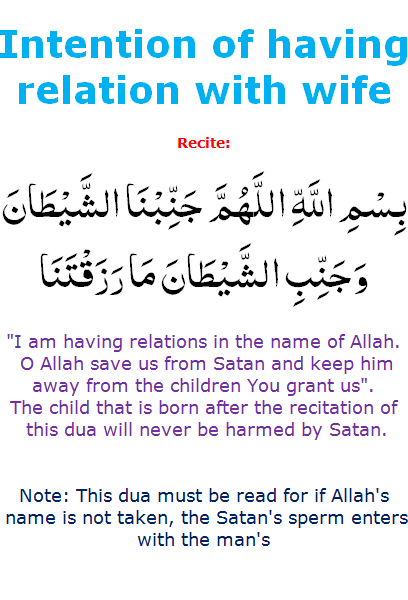 Intention of having
relation with wife
Recite:
بِسْمِ اللَّهِ اللَّهُمَّ جَنِّبْنَا الشَّيْطَانَ
وَجَنِّبِ الشَّيْطَانَ مَا رَزَقْتَنَا
"I am having relations in the name of Allah.
O Allah save us from Satan and keep him
away from the children You grant us".
The child that is born after the recitation of
this dua will never be harmed by Satan.
Note: This dua must be read for if Allah's
name is not taken, the Satan's sperm enters
with the man's